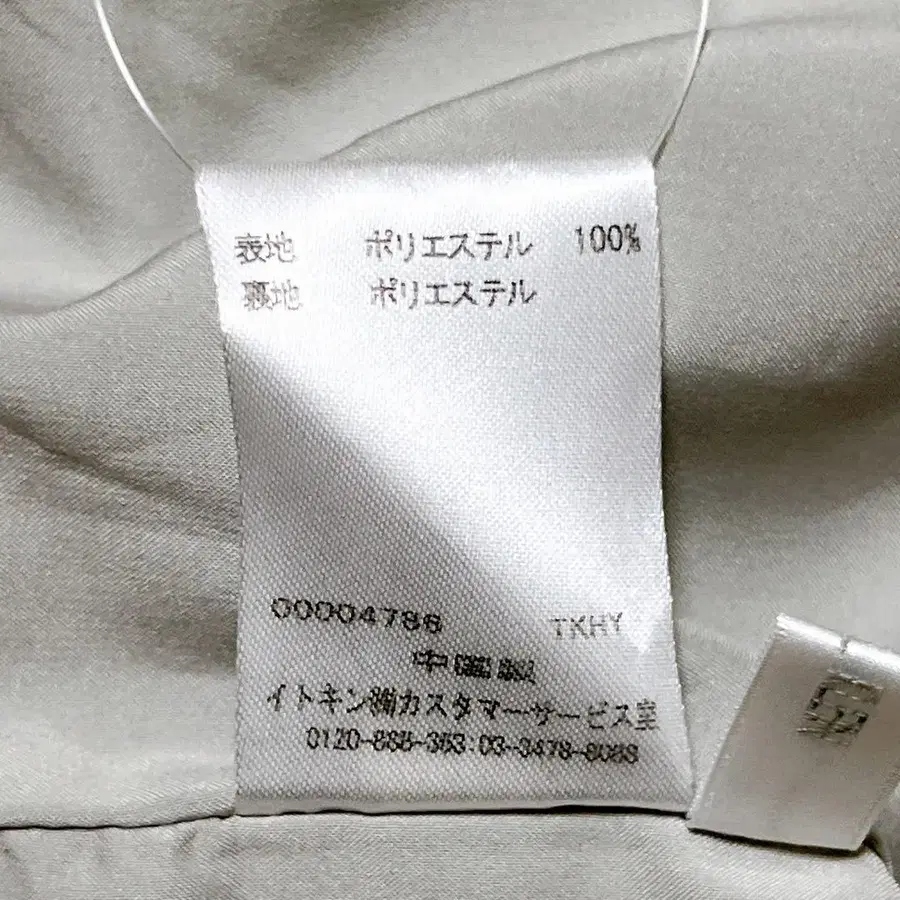 表地 ポリエステル 100%
裏地 ポリエステル
00004786 TKHY
中国製
イトキン㈱カスタマーサービス室
0120-888-363:03-3478-8088